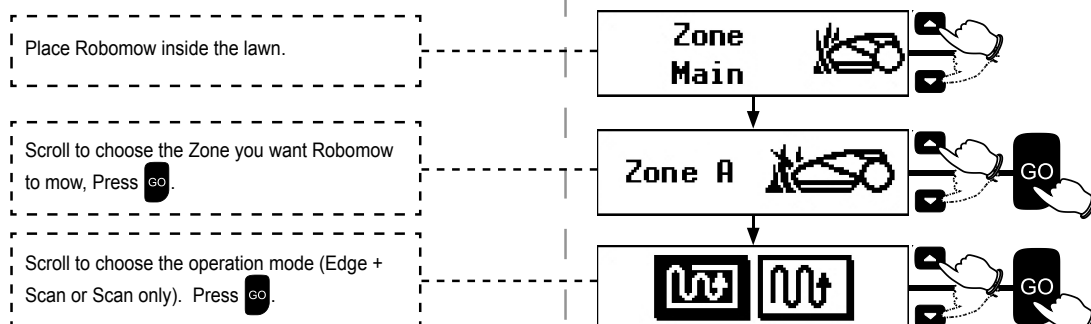 Place Robomow inside the lawn.
Zone
Main
Scroll to choose the Zone you want Robomow
to mow, Press GO.
Zone A
GO
Scroll to choose the operation mode (Edge +
Scan or Scan only).  Press GO.
GO